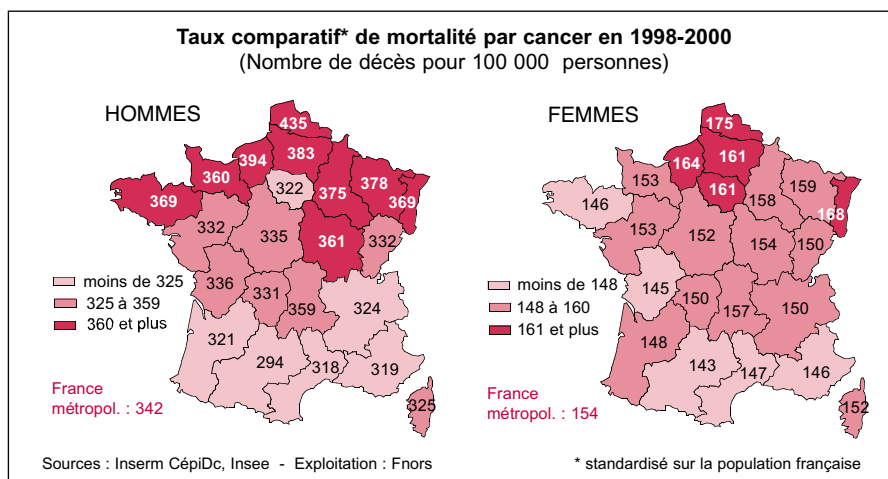 Taux comparatif* de mortalité par cancer en 1998-2000
(Nombre de décès pour 100 000 personnes)
HOMMES
435
394
383
360
322
375
378
369
369
332
335
361
332
336
331
359
324
321
294
318
319
325
moins de 325
325 à 359
360 et plus
France
métropol. : 342
FEMMES
175
164
161
153
161
158
159
168
146
153
152
154
150
145
150
157
150
148
143
147
146
152
moins de 148
148 à 160
161 et plus
France
métropol. : 154
Sources : Inserm CépiDc, Insee - Exploitation : Fnors
* standardisé sur la population française